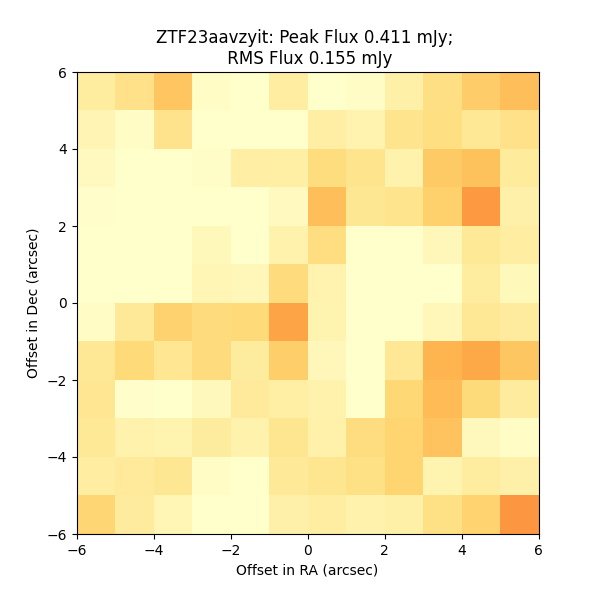 ZTF23aavzyit: Peak Flux 0.411 mJy;
RMS Flux 0.155 mJy
6
4
2
0
−2
−4
−6
Offset in Dec (arcsec)
−6 −4 −2 0 2 4 6
Offset in RA (arcsec)